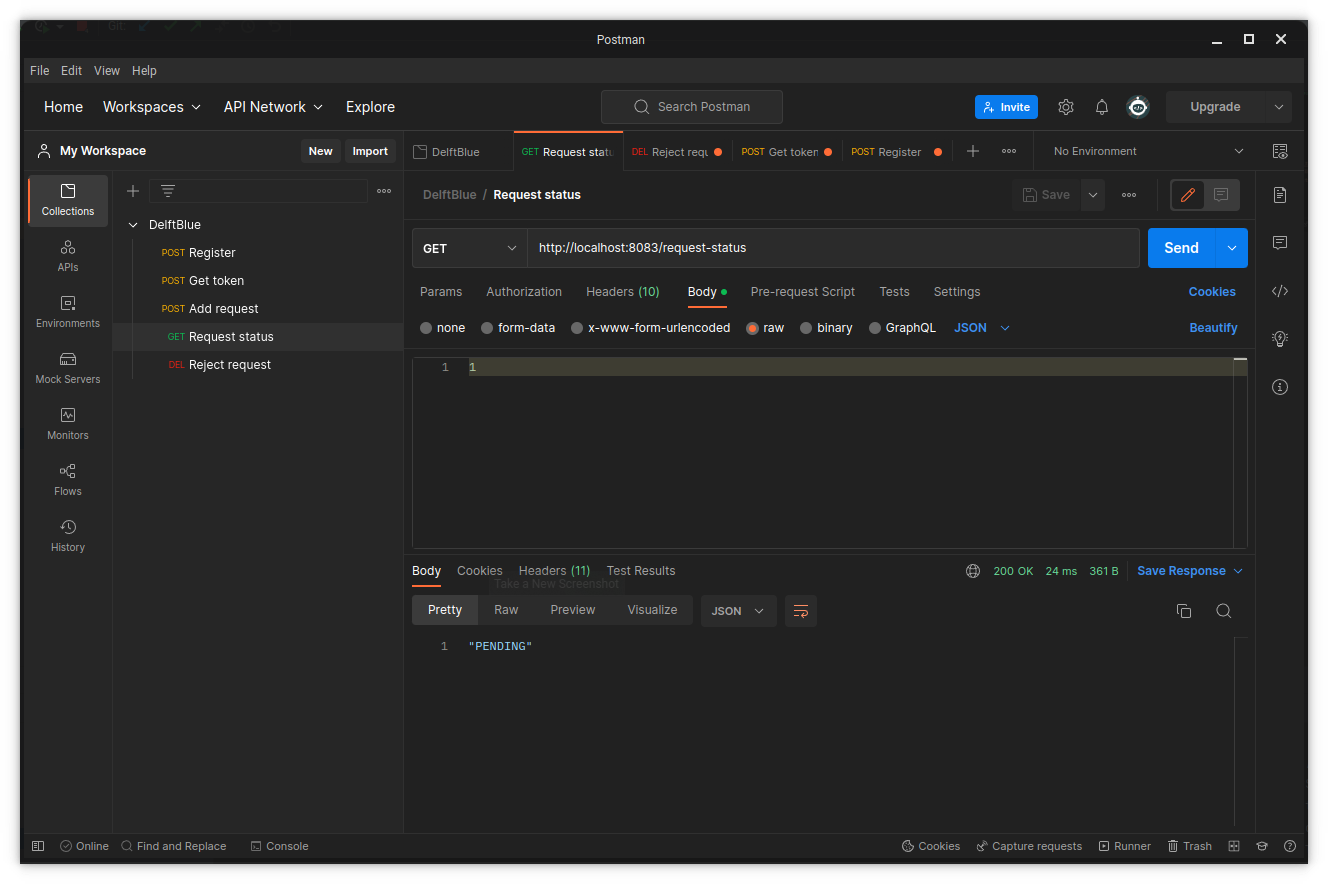 Postman
File Edit View Help
Home Workspaces API Network Explore Search Postman Invite Upgrade
My Workspace New Import
DelftBlue GET Request statu DEL Reject requ POST Get token POST Register No Environment
Collections
APIs
Environments
Mock Servers
Monitors
Flows
History
DelftBlue
POST Register
POST Get token
POST Add request
GET Request status
DEL Reject request
DelftBlue / Request status Save
GET http://localhost:8083/request-status Send
Params Authorization Headers (10) Body Pre-request Script Tests Settings Cookies
none form-data x-www-form-urlencoded raw binary GraphQL JSON Beautify
1 1
Body Cookies Headers (11) Test Results 200 OK 24 ms 361 B Save Response
Take a New Screenshot
Pretty Raw Preview Visualize JSON
1 "PENDING"
Online Find and Replace Console Cookies Capture requests Runner Trash